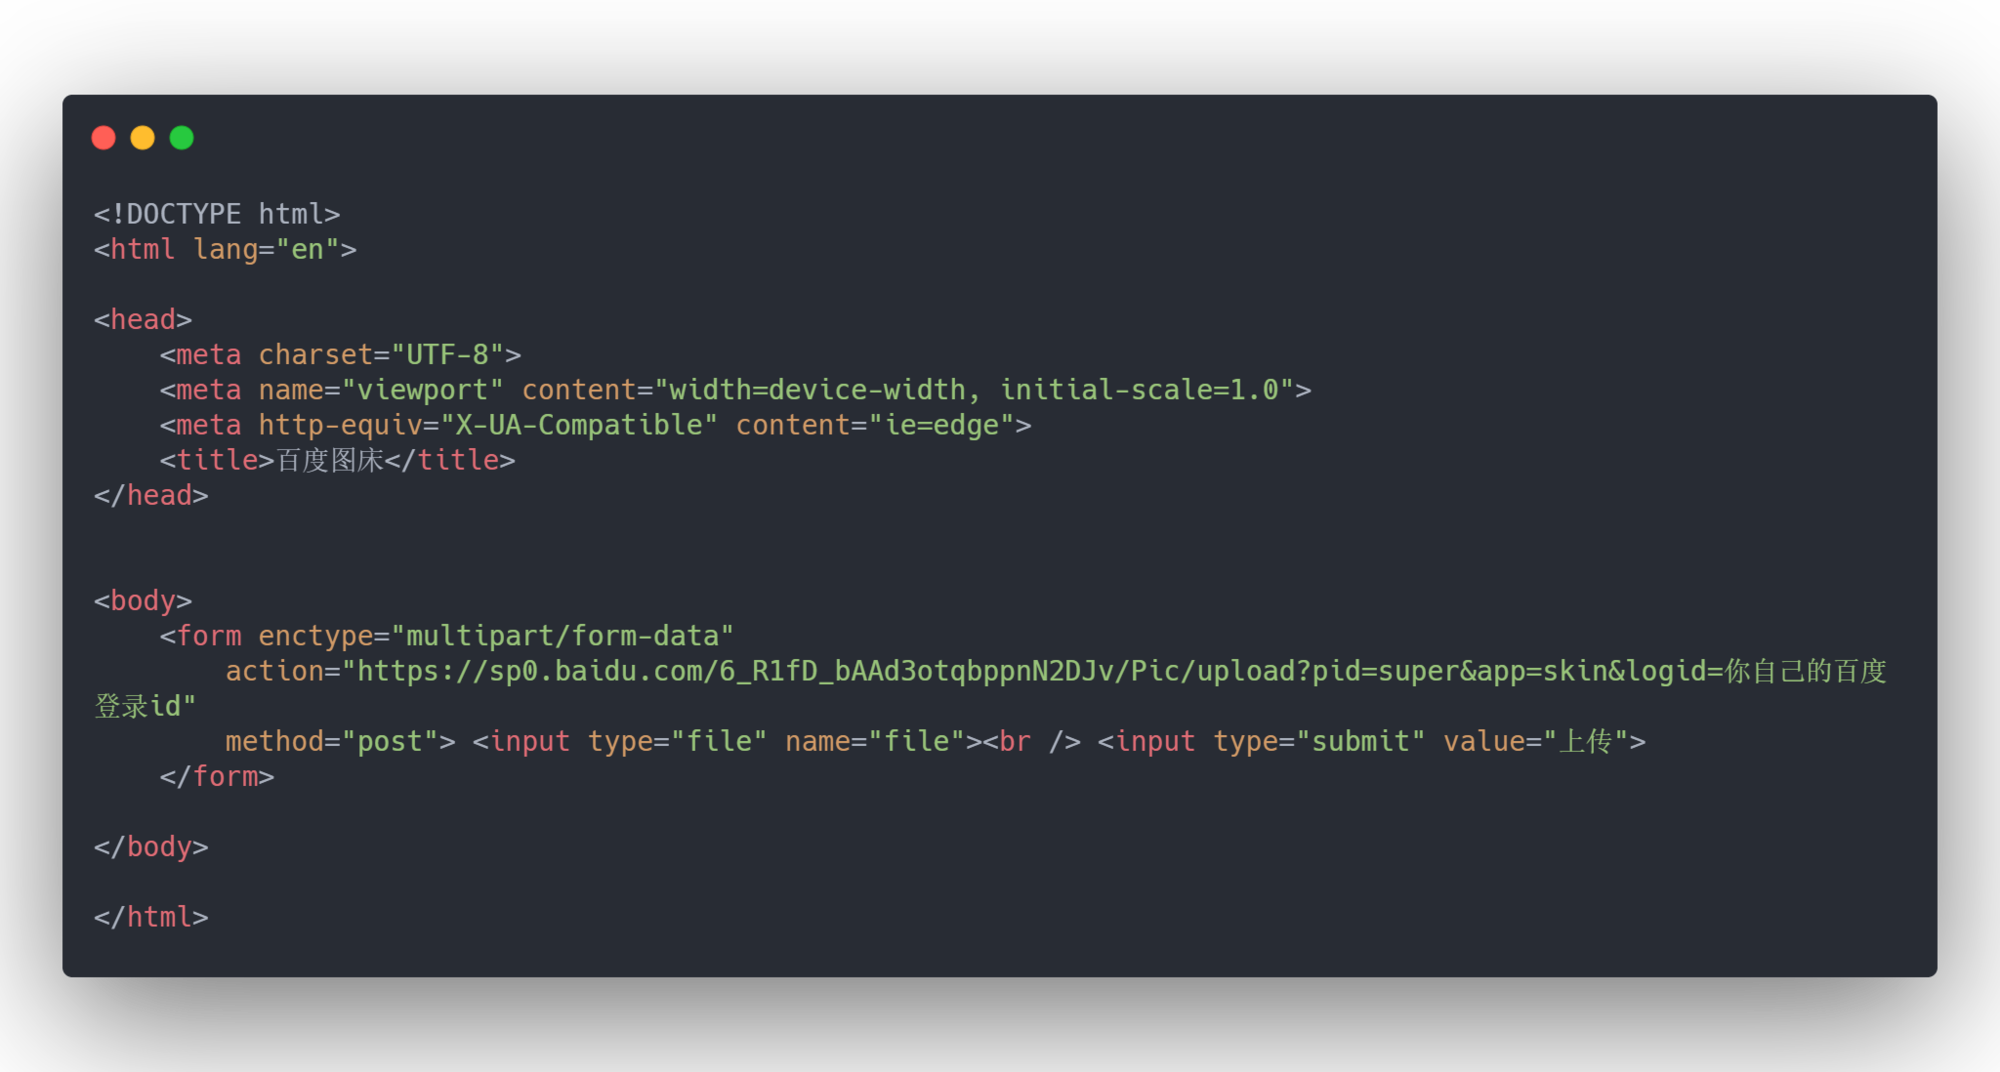 <!DOCTYPE html>
<html lang="en">
<head>
<meta charset="UTF-8">
<meta name="viewport" content="width=device-width, initial-scale=1.0">
<meta http-equiv="X-UA-Compatible" content="ie=edge">
<title>百度图床</title>
</head>
<body>
<form enctype="multipart/form-data"
action="https://sp0.baidu.com/6_R1fD_bAAd3otqbppnN2DJv/Pic/upload?pid=super&app=skin&logid=你自己的百度
登录id"
method="post"> <input type="file" name="file"><br /> <input type="submit" value="上传">
</form>
</body>
</html>